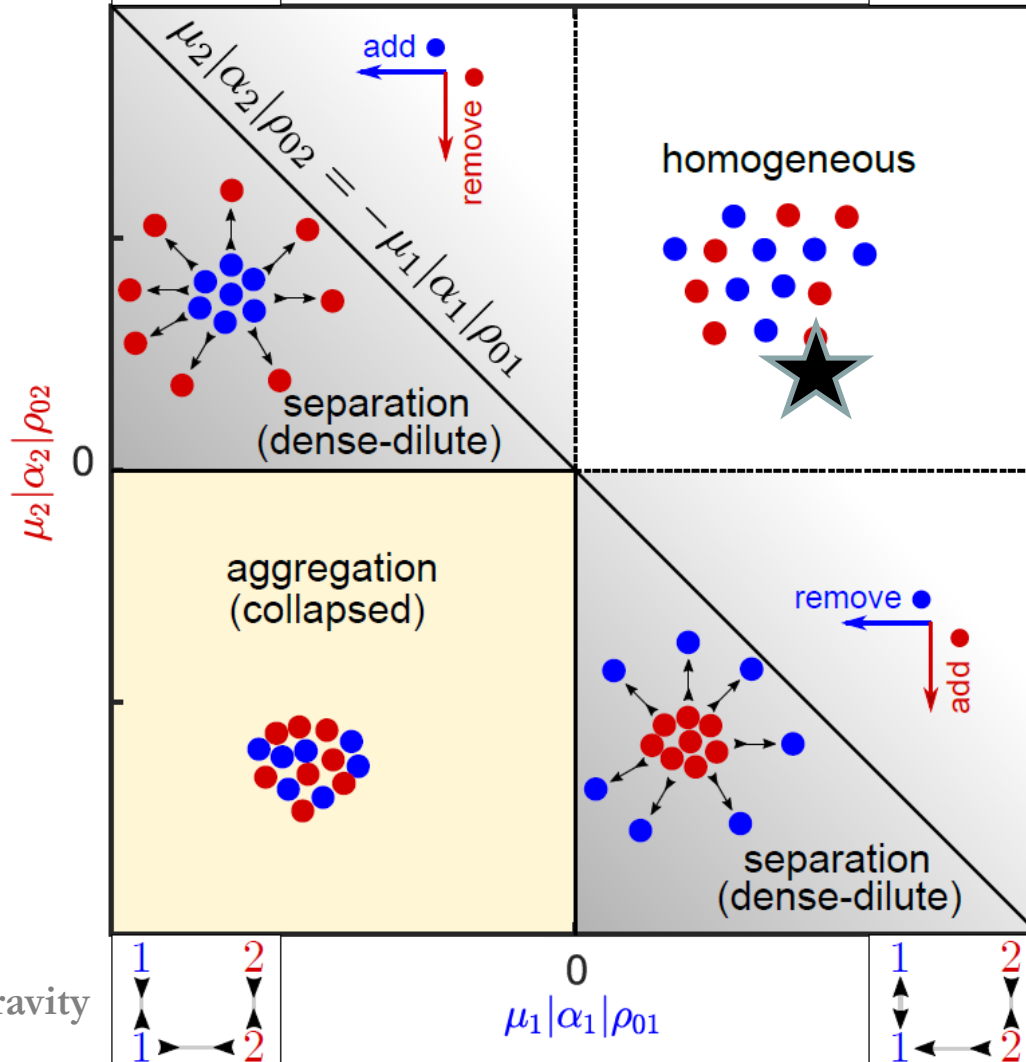 add
remove
μ₂|α₂|ρ₀₂ = −μ₁|α₁|ρ₀₁
homogeneous
separation
(dense-dilute)
μ₂|α₂|ρ₀₂
0
aggregation
(collapsed)
remove
add
separation
(dense-dilute)
1 2
1 2
0
μ₁|α₁|ρ₀₁
1 2
1 2